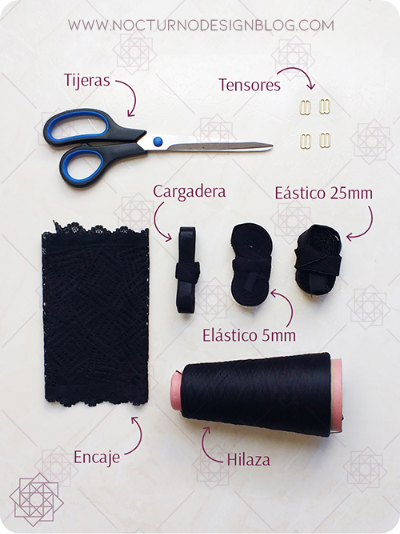 WWW.NOCTURNODESIGNBLOG.COM
Tijeras
Tensores
Cargadera
Eástico 25mm
Elástico 5mm
Encaje
Hilaza